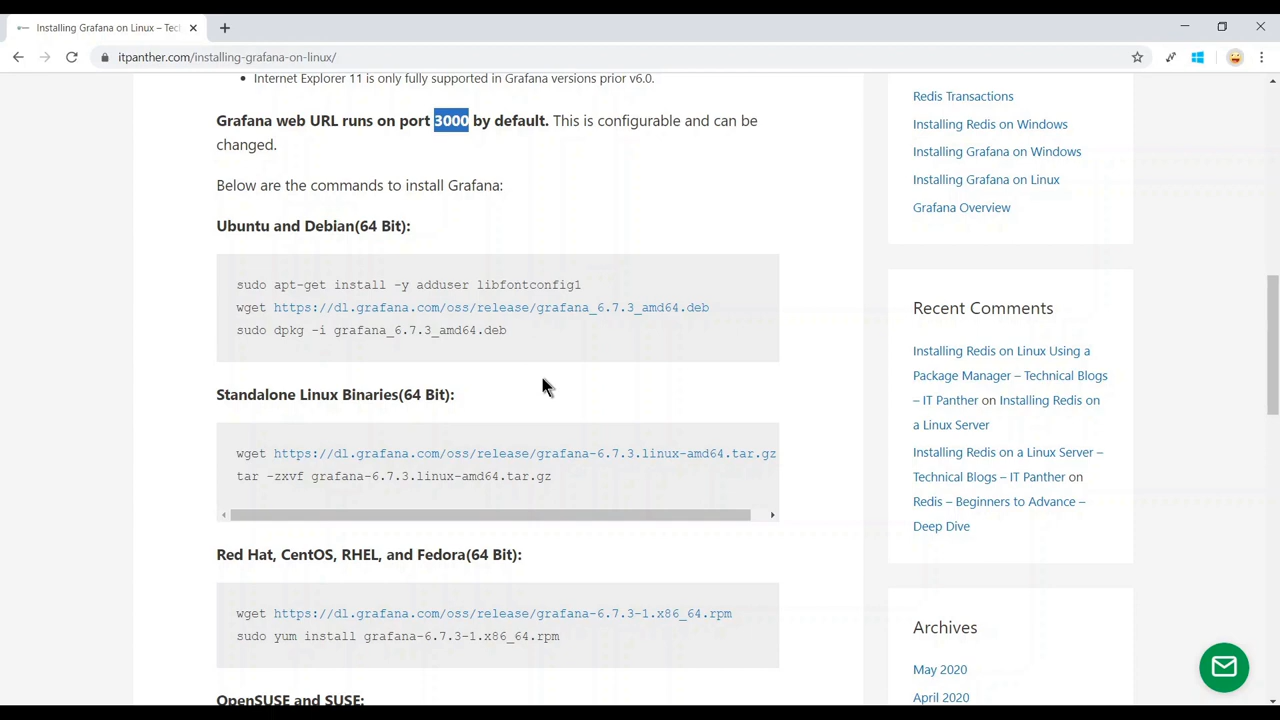 Installing Grafana on Linux – Tec
itpanther.com/installing-grafana-on-linux/
Internet Explorer 11 is only fully supported in Grafana versions prior v6.0.
Grafana web URL runs on port 3000 by default. This is configurable and can be
changed.
Below are the commands to install Grafana:
Ubuntu and Debian(64 Bit):
sudo apt-get install -y adduser libfontconfig1
wget https://dl.grafana.com/oss/release/grafana_6.7.3_amd64.deb
sudo dpkg -i grafana_6.7.3_amd64.deb
Standalone Linux Binaries(64 Bit):
wget https://dl.grafana.com/oss/release/grafana-6.7.3.linux-amd64.tar.gz
tar -zxvf grafana-6.7.3.linux-amd64.tar.gz
Red Hat, CentOS, RHEL, and Fedora(64 Bit):
wget https://dl.grafana.com/oss/release/grafana-6.7.3-1.x86_64.rpm
sudo yum install grafana-6.7.3-1.x86_64.rpm
OpenSUSE and SUSE:
Redis Transactions
Installing Redis on Windows
Installing Grafana on Windows
Installing Grafana on Linux
Grafana Overview
Recent Comments
Installing Redis on Linux Using a
Package Manager – Technical Blogs
– IT Panther on Installing Redis on
a Linux Server
Installing Redis on a Linux Server –
Technical Blogs – IT Panther on
Redis – Beginners to Advance –
Deep Dive
Archives
May 2020
April 2020